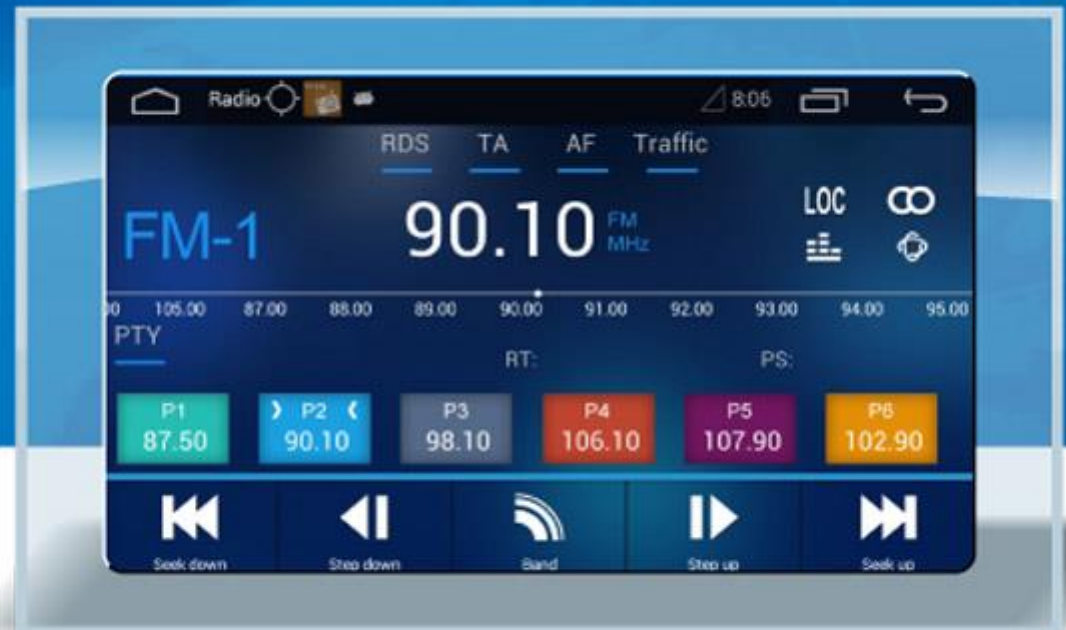 Radio 8:06
RDS TA AF Traffic
FM-1 90.10 FM MHz LOC
00 105.00 87.00 88.00 89.00 90.00 91.00 92.00 93.00 94.00 95.00
PTY
RT: PS:
P1 P2 P3 P4 P5 P6
87.50 90.10 98.10 106.10 107.90 102.90
Seek down Step down Band Step up Seek up